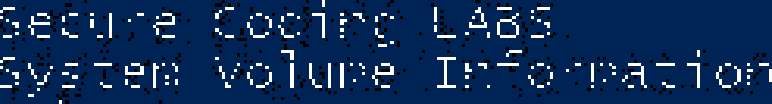 Secure Coding LABS
System Volume Information